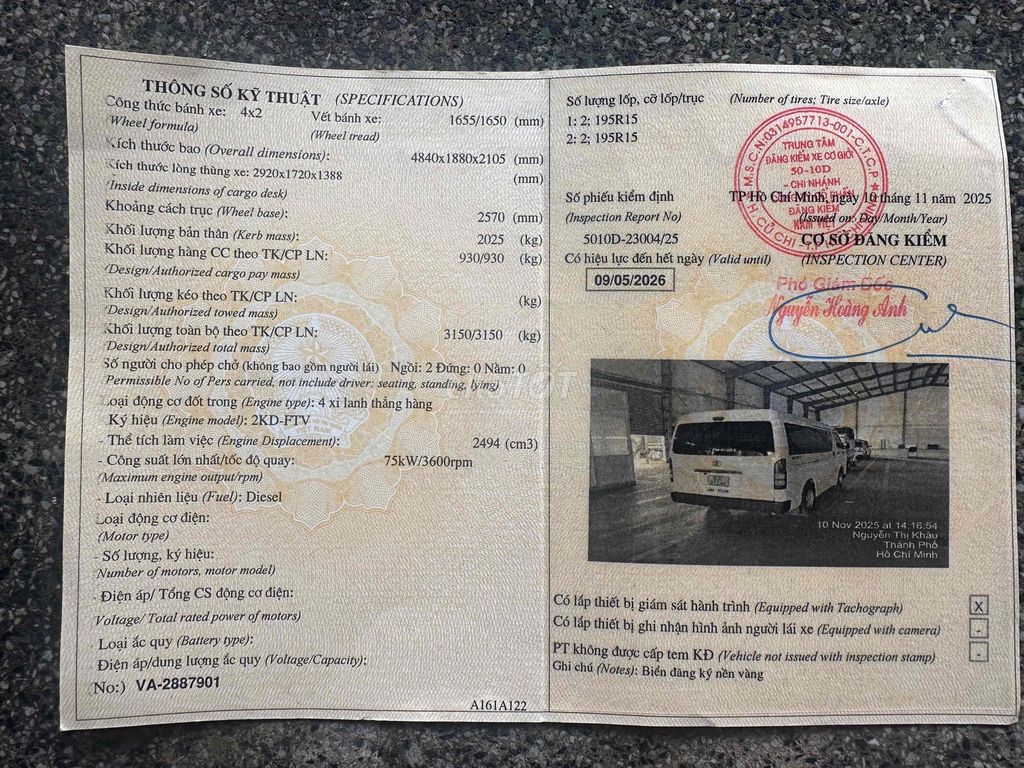 THÔNG SỐ KỸ THUẬT (SPECIFICATIONS)
Công thức bánh xe: 4x2 Vết bánh xe: 1655/1650 (mm)
Wheel formula) (Wheel tread)
Kích thước bao (Overall dimensions): 4840x1880x2105 (mm)
Kích thước lòng thùng xe: 2920x1720x1388 (mm)
(Inside dimensions of cargo desk)
Khoảng cách trục (Wheel base): 2570 (mm)
Khối lượng bản thân (Kerb mass): 2025 (kg)
Khối lượng hàng CC theo TK/CP LN: 930/930 (kg)
(Design/Authorized cargo pay mass)
Khối lượng kéo theo TK/CP LN: (kg)
(Design/Authorized towed mass)
Khối lượng toàn bộ theo TK/CP LN: 3150/3150 (kg)
(Design/Authorized total mass)
Số người cho phép chở (không bao gồm người lái) Ngồi: 2 Đứng: 0 Nằm: 0
(Permissible No of Pers carried, not include driver: seating, standing, lying)
Loại động cơ đốt trong (Engine type): 4 xi lanh thẳng hàng
Ký hiệu (Engine model): 2KD-FTV
- Thể tích làm việc (Engine Displacement): 2494 (cm3)
- Công suất lớn nhất/tốc độ quay: 75kW/3600rpm
(Maximum engine output/rpm)
- Loại nhiên liệu (Fuel): Diesel
Loại động cơ điện:
(Motor type)
- Số lượng, ký hiệu:
Number of motors, motor model)
- Điện áp/ Tổng CS động cơ điện:
Voltage/ Total rated power of motors)
- Loại ắc quy (Battery type):
Điện áp/dung lượng ắc quy (Voltage/Capacity):
No:) VA-2887901
A161A122
Số lượng lốp, cỡ lốp/trục (Number of tires; Tire size/axle)
1: 2; 195R15
2: 2; 195R15
M.S.C.N:0314957713-001-C.T.C.P
TRUNG TÂM
ĐĂNG KIỂM XE CƠ GIỚI
50-10D
- CHI NHÁNH
ĐĂNG KIỂM
NAM VIỆT
H. CỦ CHI
Số phiếu kiểm định TP Hồ Chí Minh, ngày 10 tháng 11 năm 2025
(Inspection Report No) (Issued on: Day/Month/Year)
5010D-23004/25 CƠ SỞ ĐĂNG KIỂM
Có hiệu lực đến hết ngày (Valid until) (INSPECTION CENTER)
09/05/2026
Phó Giám Đốc
Nguyễn Hoàng Anh
10 Nov 2025 at 14:16:54
Nguyễn Thị Khâu
Thành Phố
Hồ Chí Minh
Có lắp thiết bị giám sát hành trình (Equipped with Tachograph) X
Có lắp thiết bị ghi nhận hình ảnh người lái xe (Equipped with camera) -
PT không được cấp tem KĐ (Vehicle not issued with inspection stamp) -
Ghi chú (Notes): Biển đăng ký nền vàng